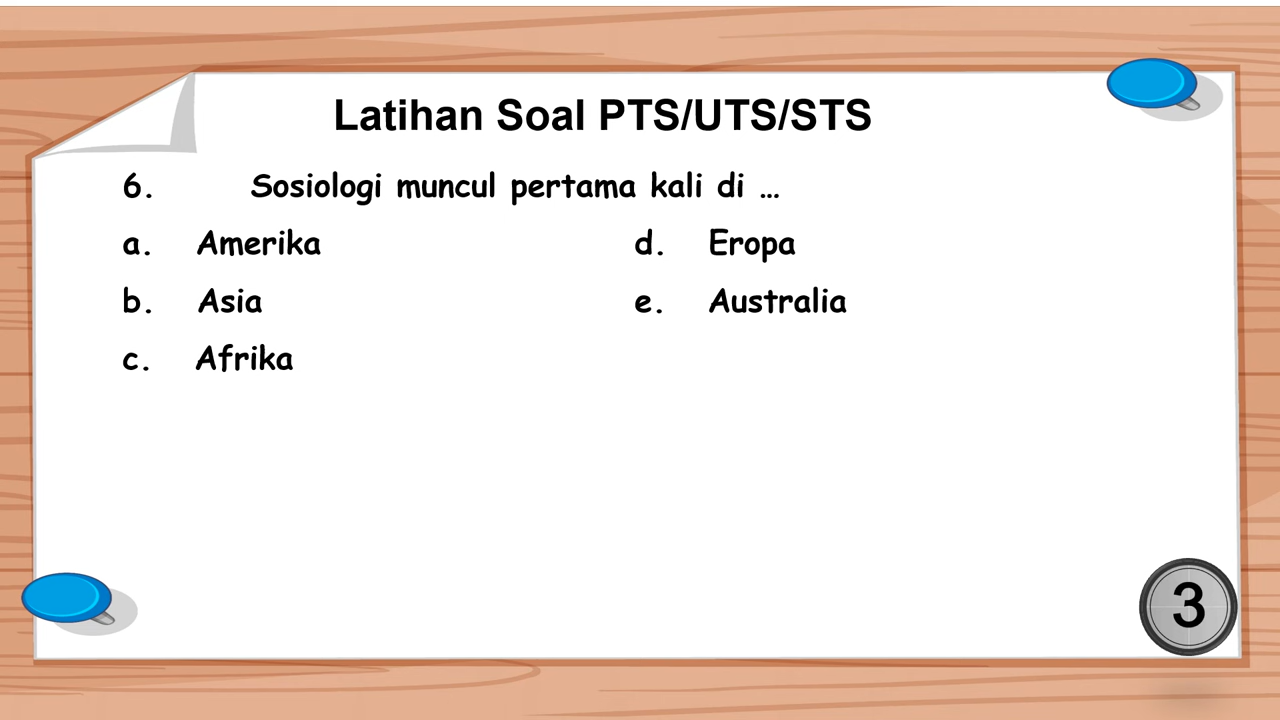 Latihan Soal PTS/UTS/STS
6. Sosiologi muncul pertama kali di ...
a. Amerika
b. Asia
c. Afrika
d. Eropa
e. Australia
3